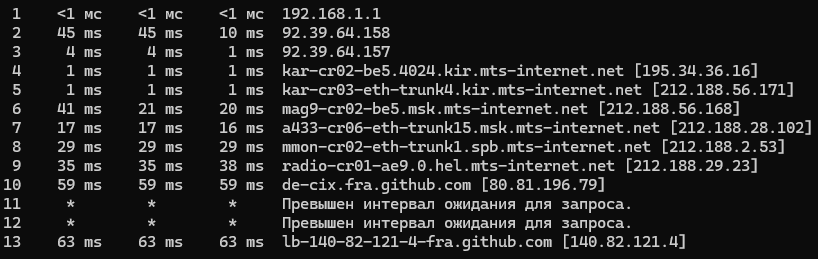 1 <1 мс <1 мс <1 мс 192.168.1.1
2 45 ms 45 ms 10 ms 92.39.64.158
3 4 ms 4 ms 1 ms 92.39.64.157
4 1 ms 1 ms 1 ms kar-cr02-be5.4024.kir.mts-internet.net [195.34.36.16]
5 1 ms 1 ms 1 ms kar-cr03-eth-trunk4.kir.mts-internet.net [212.188.56.171]
6 41 ms 21 ms 20 ms mag9-cr02-be5.msk.mts-internet.net [212.188.56.168]
7 17 ms 17 ms 16 ms a433-cr06-eth-trunk15.msk.mts-internet.net [212.188.28.102]
8 29 ms 29 ms 29 ms mmon-cr02-eth-trunk1.spb.mts-internet.net [212.188.2.53]
9 35 ms 35 ms 38 ms radio-cr01-ae9.0.hel.mts-internet.net [212.188.29.23]
10 59 ms 59 ms 59 ms de-cix.fra.github.com [80.81.196.79]
11 * * * Превышен интервал ожидания для запроса.
12 * * * Превышен интервал ожидания для запроса.
13 63 ms 63 ms 63 ms lb-140-82-121-4-fra.github.com [140.82.121.4]